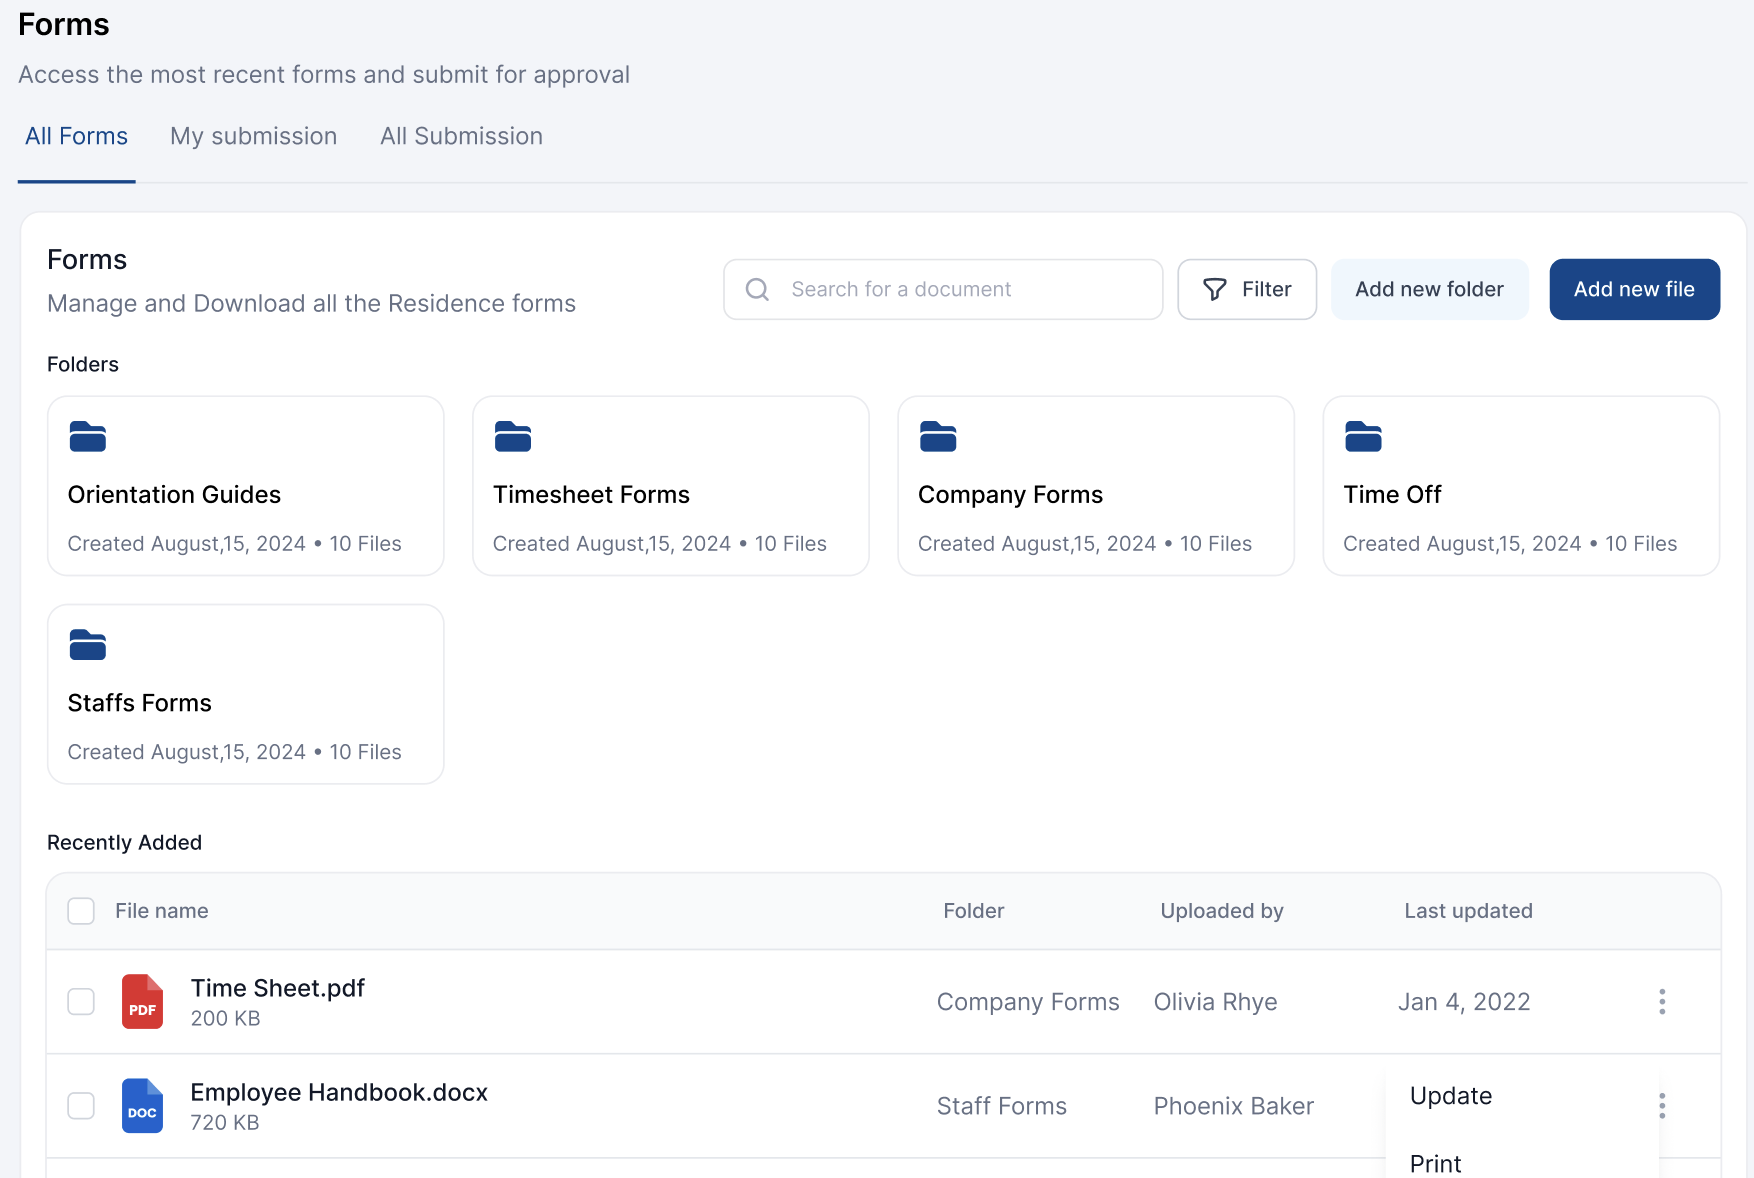 Forms
Access the most recent forms and submit for approval
All Forms My submission All Submission
Forms
Manage and Download all the Residence forms
Search for a document
Filter
Add new folder
Add new file
Folders
Orientation Guides
Created August,15, 2024 • 10 Files
Timesheet Forms
Created August,15, 2024 • 10 Files
Company Forms
Created August,15, 2024 • 10 Files
Time Off
Created August,15, 2024 • 10 Files
Staffs Forms
Created August,15, 2024 • 10 Files
Recently Added
File name Folder Uploaded by Last updated
PDF
Time Sheet.pdf
200 KB
Company Forms Olivia Rhye Jan 4, 2022
DOC
Employee Handbook.docx
720 KB
Staff Forms Phoenix Baker
Update
Print